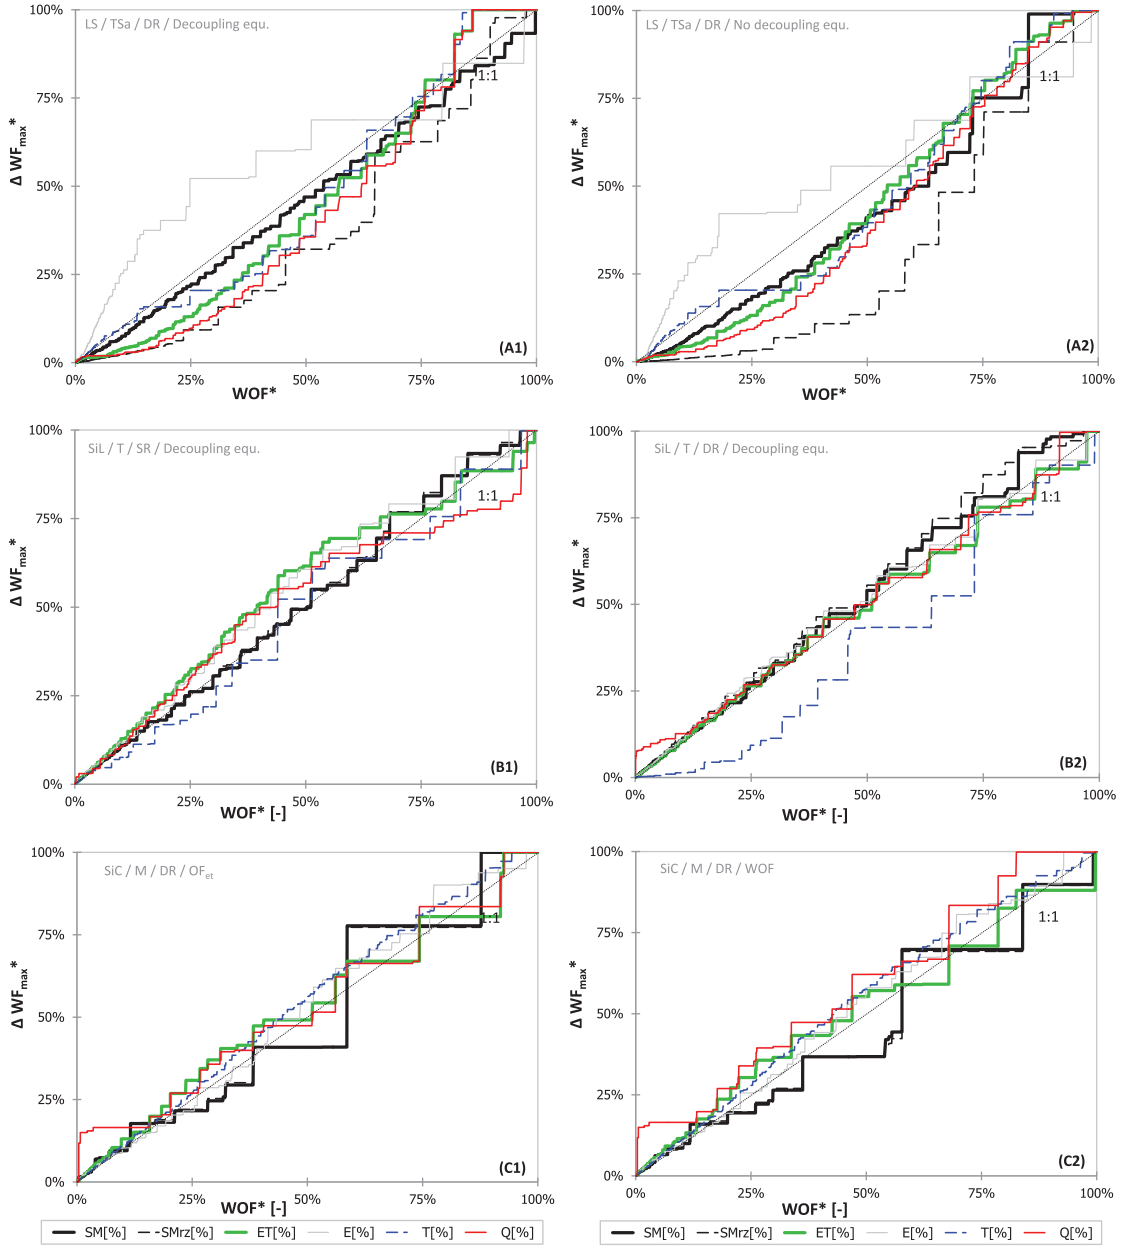 LS / TSa / DR / Decoupling equ.
100%
75%
50%
25%
0%
Δ WFmax*
1:1
(A1)
0% 25% 50% 75% 100%
WOF*
LS / TSa / DR / No decoupling equ.
100%
75%
50%
25%
0%
Δ WFmax*
1:1
(A2)
0% 25% 50% 75% 100%
WOF*
SiL / T / SR / Decoupling equ.
100%
75%
50%
25%
0%
Δ WFmax*
1:1
(B1)
0% 25% 50% 75% 100%
WOF* [-]
SiL / T / DR / Decoupling equ.
100%
75%
50%
25%
0%
Δ WFmax*
1:1
(B2)
0% 25% 50% 75% 100%
WOF* [-]
SiC / M / DR / OFet
100%
75%
50%
25%
0%
Δ WFmax*
1:1
(C1)
0% 25% 50% 75% 100%
WOF* [-]
SiC / M / DR / WOF
100%
75%
50%
25%
0%
Δ WFmax*
1:1
(C2)
0% 25% 50% 75% 100%
WOF* [-]
SM[%] SMrz[%] ET[%] E[%] T[%] Q[%]
SM[%] SMrz[%] ET[%] E[%] T[%] Q[%]